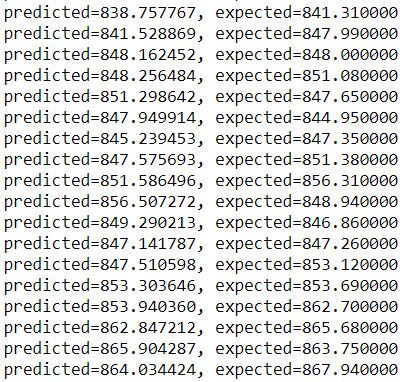 predicted=838.757767, expected=841.310000
predicted=841.528869, expected=847.990000
predicted=848.162452, expected=848.000000
predicted=848.256484, expected=851.080000
predicted=851.298642, expected=847.650000
predicted=847.949914, expected=844.950000
predicted=845.239453, expected=847.350000
predicted=847.575693, expected=851.380000
predicted=851.586496, expected=856.310000
predicted=856.507272, expected=848.940000
predicted=849.290213, expected=846.860000
predicted=847.141787, expected=847.260000
predicted=847.510598, expected=853.120000
predicted=853.303646, expected=853.690000
predicted=853.940360, expected=862.700000
predicted=862.847212, expected=865.680000
predicted=865.904287, expected=863.750000
predicted=864.034424, expected=867.940000